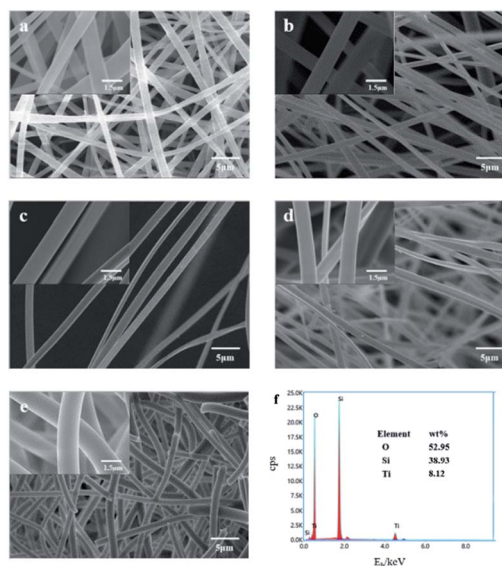 a
1.5μm
5μm
b
1.5μm
5μm
c
1.5μm
5μm
d
1.5μm
5μm
e
1.5μm
5μm
f
25.0K
22.5K
20.0K
17.5K
15.0K
12.5K
10.0K
7.5K
5.0K
2.5K
0.0K
cps
O
Si
Element wt%
O 52.95
Si 38.93
Ti 8.12
Si
Ti
Ti
0.0 2.0 4.0 6.0 8.0